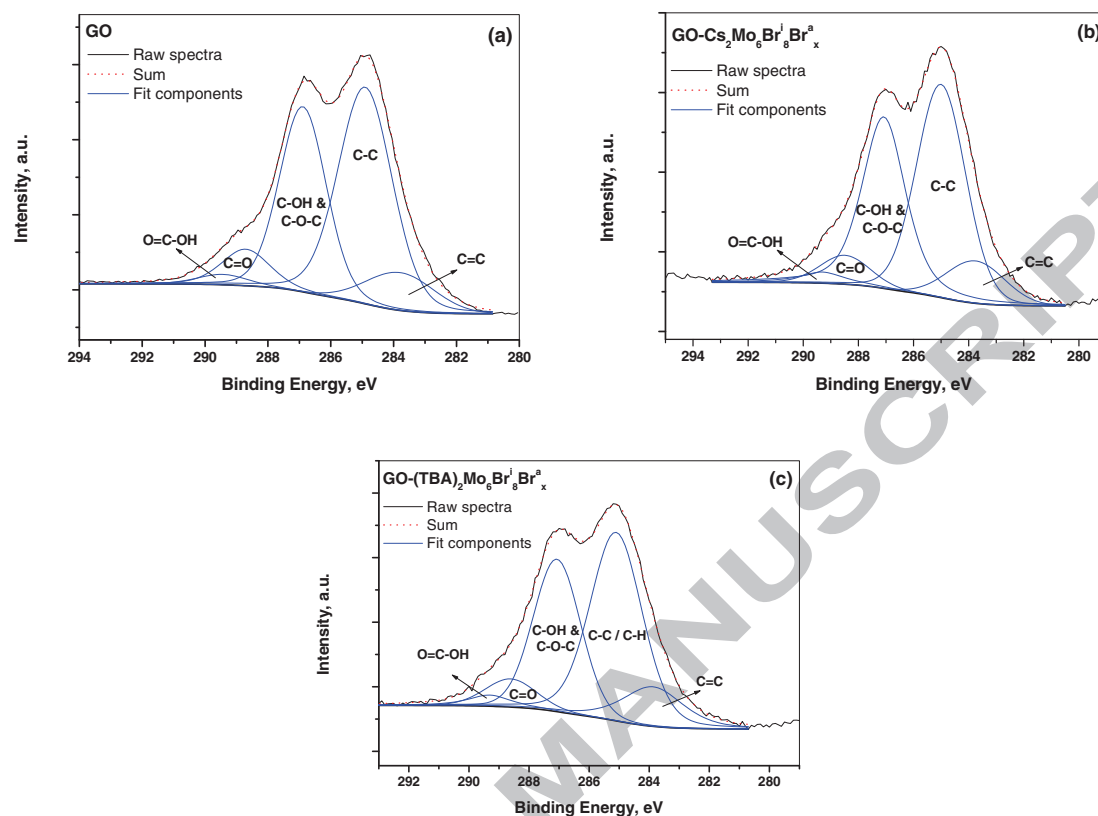 GO
(a)
Raw spectra
Sum
Fit components
C-C
C-OH &
C-O-C
O=C-OH
C=O
C=C
Intensity, a.u.
294 292 290 288 286 284 282 280
Binding Energy, eV
GO-Cs₂Mo₆Brⁱ₈Brᵃₓ
(b)
Raw spectra
Sum
Fit components
C-C
C-OH &
C-O-C
O=C-OH
C=O
C=C
Intensity, a.u.
294 292 290 288 286 284 282 280
Binding Energy, eV
GO-(TBA)₂Mo₆Brⁱ₈Brᵃₓ
(c)
Raw spectra
Sum
Fit components
C-OH &
C-O-C
C-C / C-H
O=C-OH
C=O
C=C
Intensity, a.u.
292 290 288 286 284 282 280
Binding Energy, eV
MANUSCRIPT